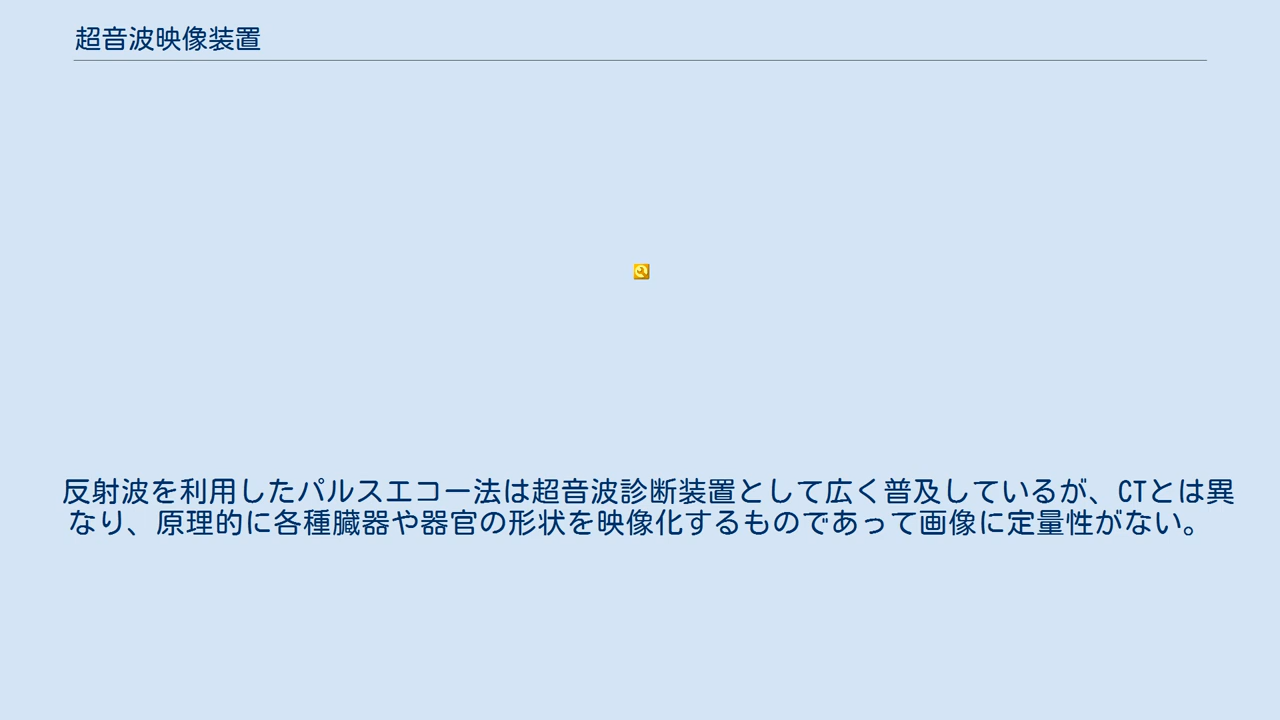 超音波映像装置
反射波を利用したパルスエコー法は超音波診断装置として広く普及しているが、CTとは異
なり、原理的に各種臓器や器官の形状を映像化するものであって画像に定量性がない。